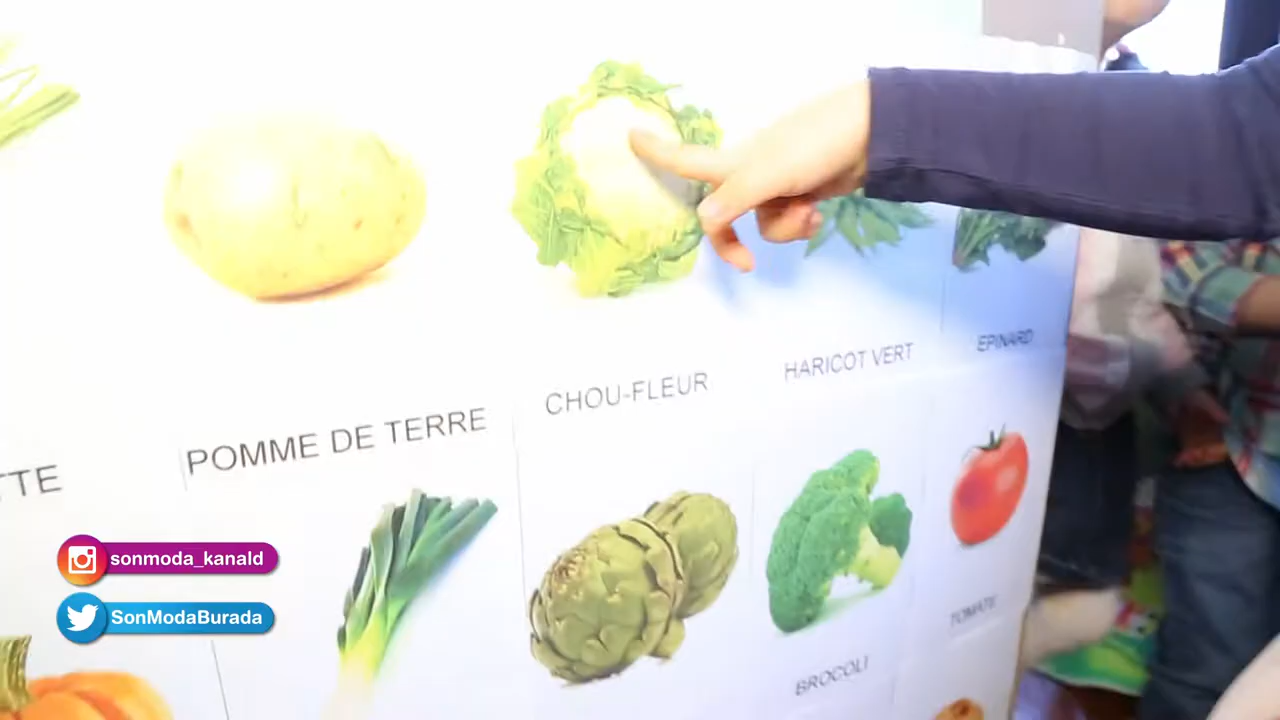 EPINARD
HARICOT VERT
CHOU-FLEUR
POMME DE TERRE
TTE
TOMATE
BROCOLI
sonmoda_kanald
SonModaBurada